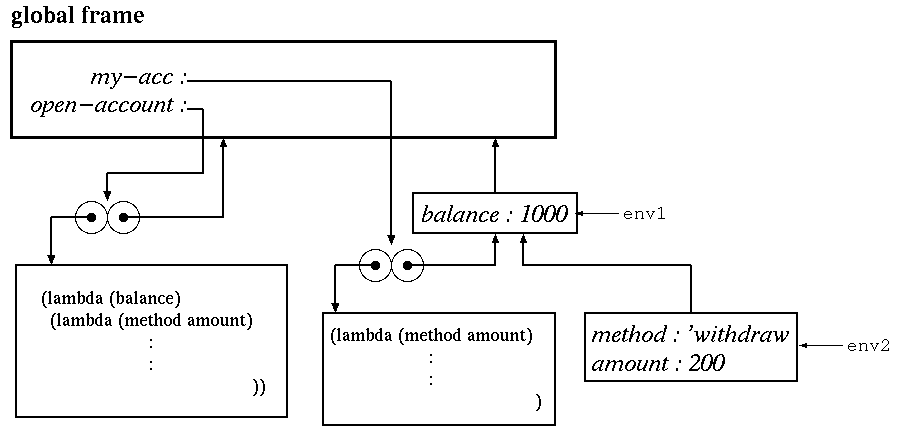 global frame
my-acc :
open-account :
balance : 1000
env1
(lambda (balance)
(lambda (method amount)
:
:
))
(lambda (method amount)
:
:
)
method : 'withdraw
amount : 200
env2